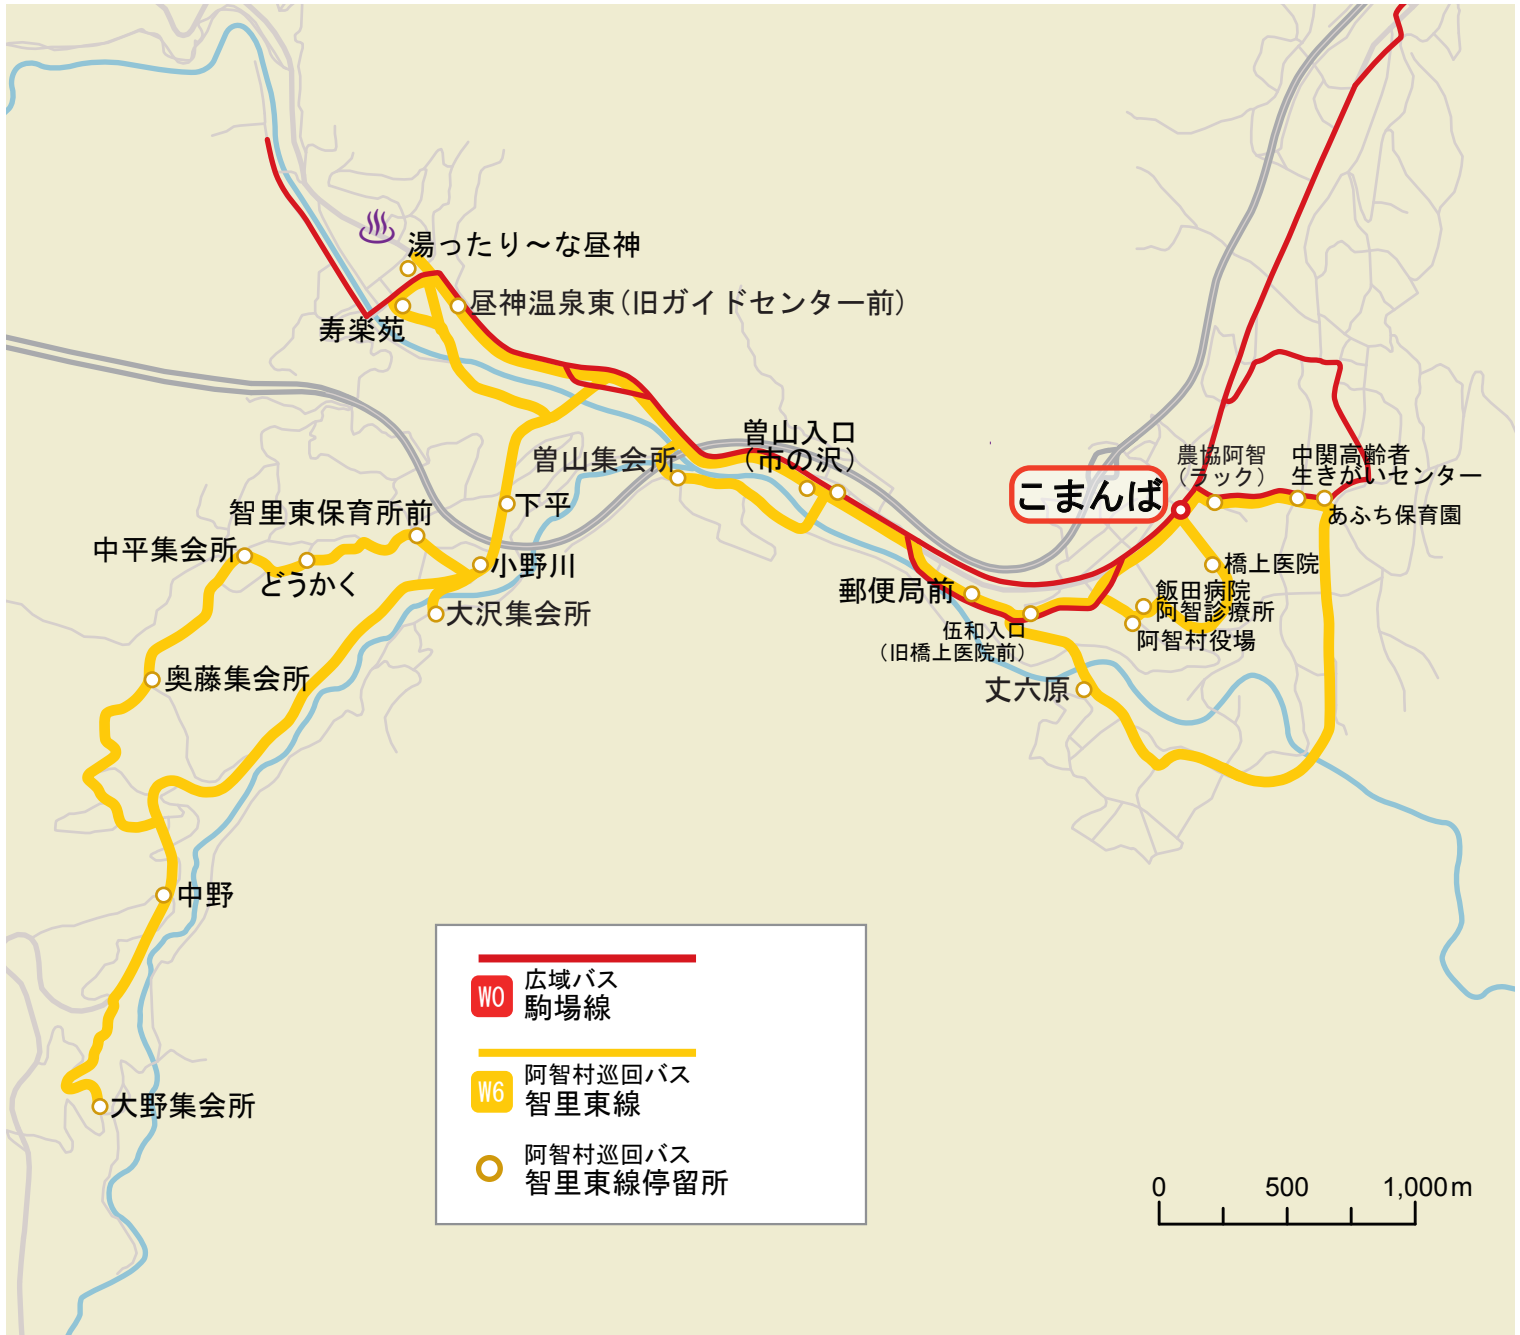 湯ったり～な昼神
昼神温泉東（旧ガイドセンター前）
寿楽苑
曽山入口
（市の沢）
曽山集会所
農協阿智
（ラック）
中関高齢者
生きがいセンター
こまんば
あふち保育園
下平
智里東保育所前
中平集会所
どうかく
小野川
橋上医院
郵便局前
飯田病院
阿智診療所
大沢集会所
伍和入口
（旧橋上医院前）
阿智村役場
奥藤集会所
丈六原
中野
大野集会所
W0 広域バス
駒場線
W6 阿智村巡回バス
智里東線
阿智村巡回バス
智里東線停留所
0 500 1,000m